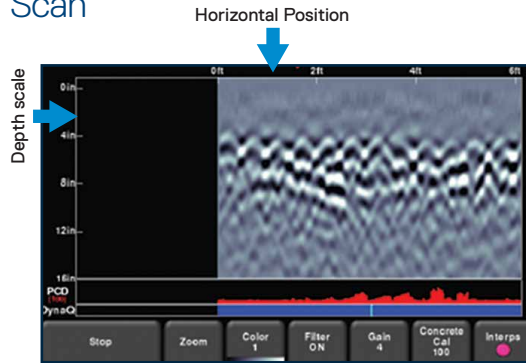 Scan
Horizontal Position
Depth scale
0ft 2ft 4ft 6ft
0in
4in
8in
12in
16in
PCD
(100)
DynaQ
Stop
Zoom
Color
1
Filter
ON
Gain
4
Concrete
Cal
100
Interps